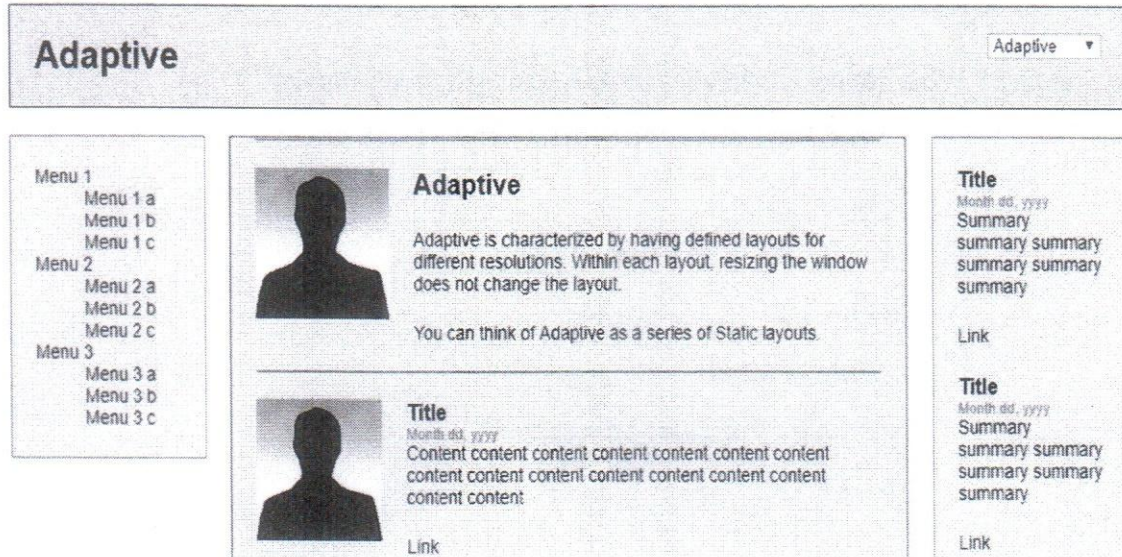 Adaptive
Adaptive ▼
Menu 1
Menu 1 a
Menu 1 b
Menu 1 c
Menu 2
Menu 2 a
Menu 2 b
Menu 2 c
Menu 3
Menu 3 a
Menu 3 b
Menu 3 c
Adaptive
Adaptive is characterized by having defined layouts for
different resolutions. Within each layout, resizing the window
does not change the layout.
You can think of Adaptive as a series of Static layouts.
Title
Month dd, yyyy
Content content content content content content content
content content content content content content content
content content
Link
Title
Month dd, yyyy
Summary
summary summary
summary summary
summary
Link
Title
Month dd, yyyy
Summary
summary summary
summary summary
summary
Link